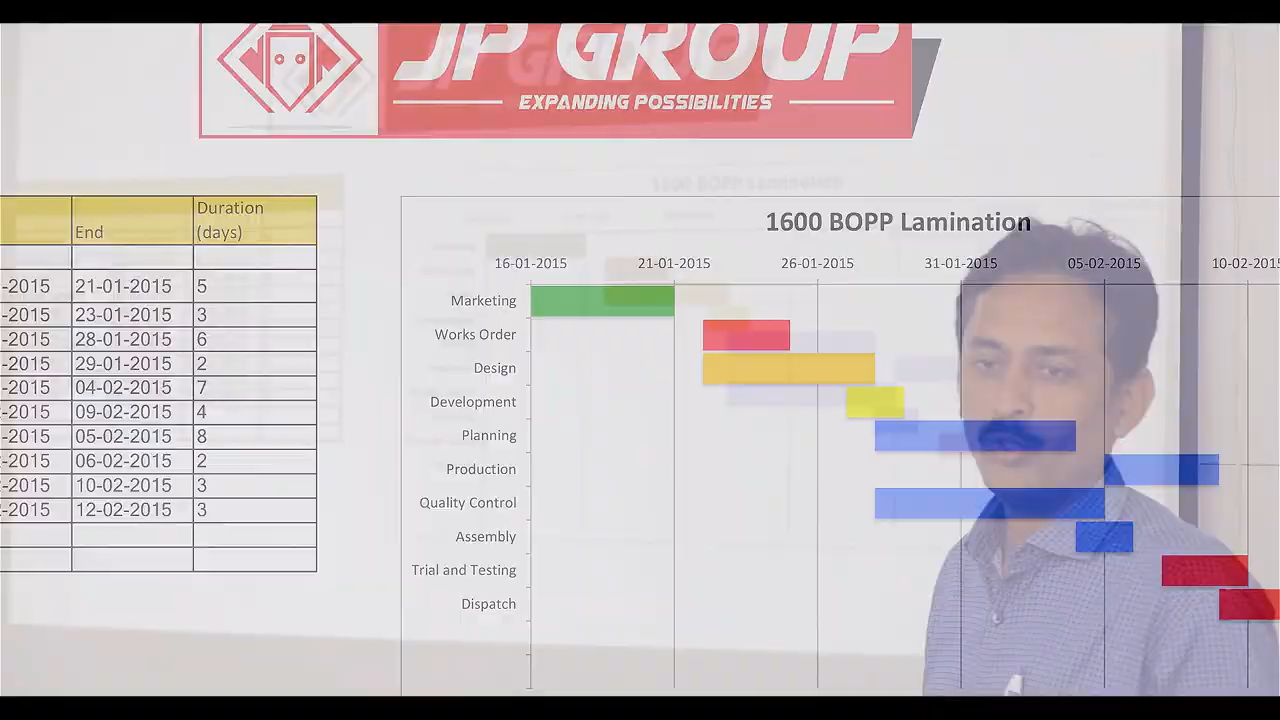 JP GROUP
EXPANDING POSSIBILITIES
End
Duration
(days)
-2015 21-01-2015 5
-2015 23-01-2015 3
-2015 28-01-2015 6
-2015 29-01-2015 2
-2015 04-02-2015 7
-2015 09-02-2015 4
-2015 05-02-2015 8
-2015 06-02-2015 2
-2015 10-02-2015 3
-2015 12-02-2015 3
1600 BOPP Lamination
1600 BOPP Lamination
16-01-2015 21-01-2015 26-01-2015 31-01-2015 05-02-2015 10-02-2015
Marketing
Works Order
Design
Development
Planning
Production
Quality Control
Assembly
Trial and Testing
Dispatch